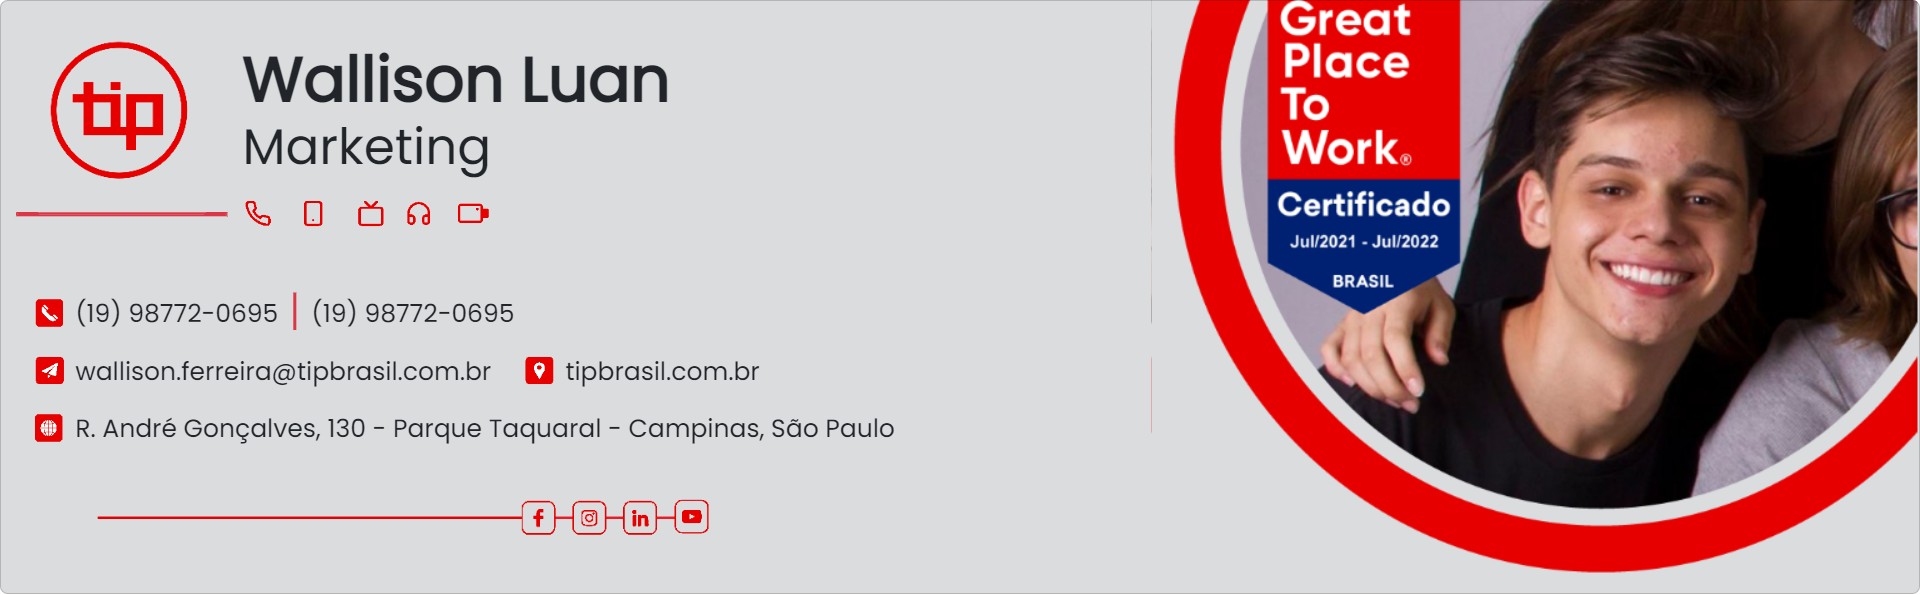 tip
Wallison Luan
Marketing
(19) 98772-0695 | (19) 98772-0695
wallison.ferreira@tipbrasil.com.br tipbrasil.com.br
R. André Gonçalves, 130 - Parque Taquaral - Campinas, São Paulo
f in
Great
Place
To
Work®
Certificado
Jul/2021 - Jul/2022
BRASIL